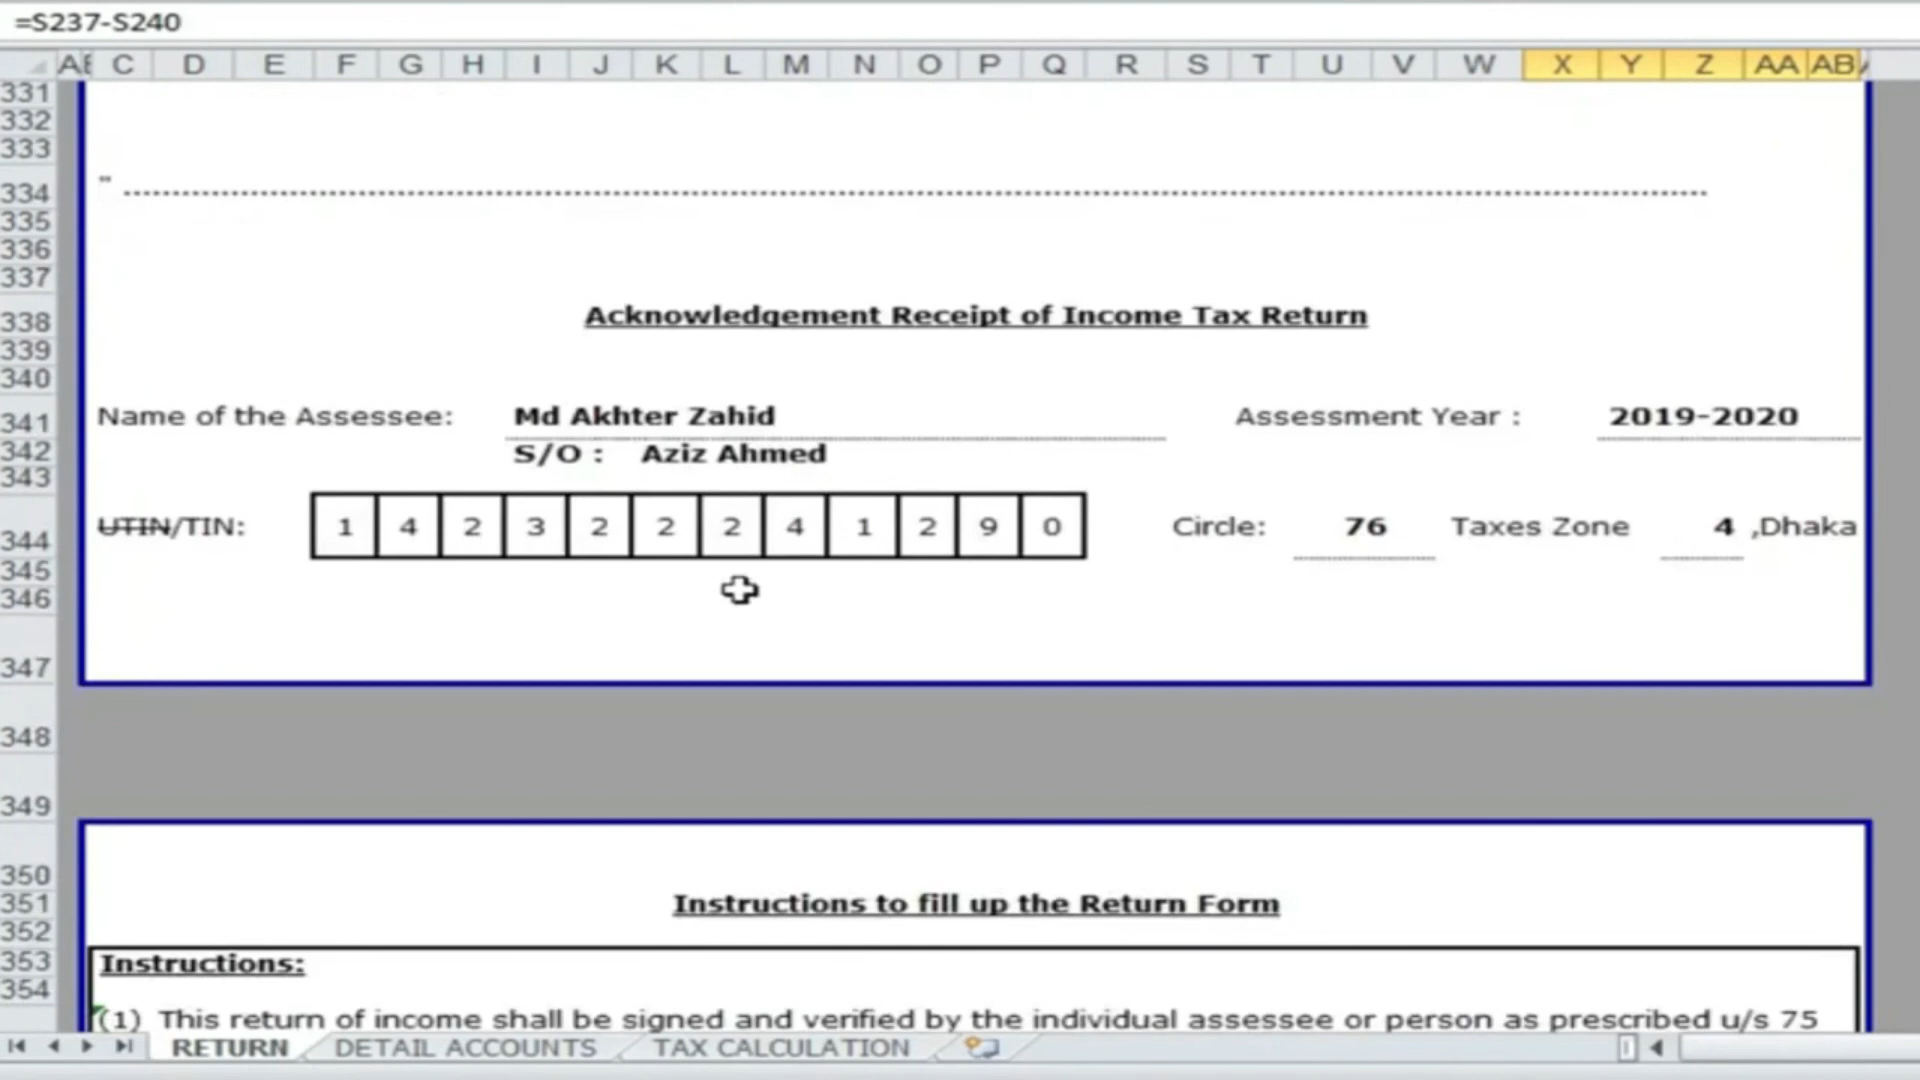 =S237-S240
A C D E F G H I J K L M N O P Q R S T U V W X Y Z AA AB
331
332
333
334 " ....................
335
336
337
338 Acknowledgement Receipt of Income Tax Return
339
340
341 Name of the Assessee: Md Akhter Zahid Assessment Year : 2019-2020
342 S/O : Aziz Ahmed
343
344 UTIN/TIN: 1 4 2 3 2 2 2 4 1 2 9 0 Circle: 76 Taxes Zone 4 ,Dhaka
345
346
347
348
349
350
351 Instructions to fill up the Return Form
352
353 Instructions:
354
(1) This return of income shall be signed and verified by the individual assessee or person as prescribed u/s 75
RETURN DETAIL ACCOUNTS TAX CALCULATION